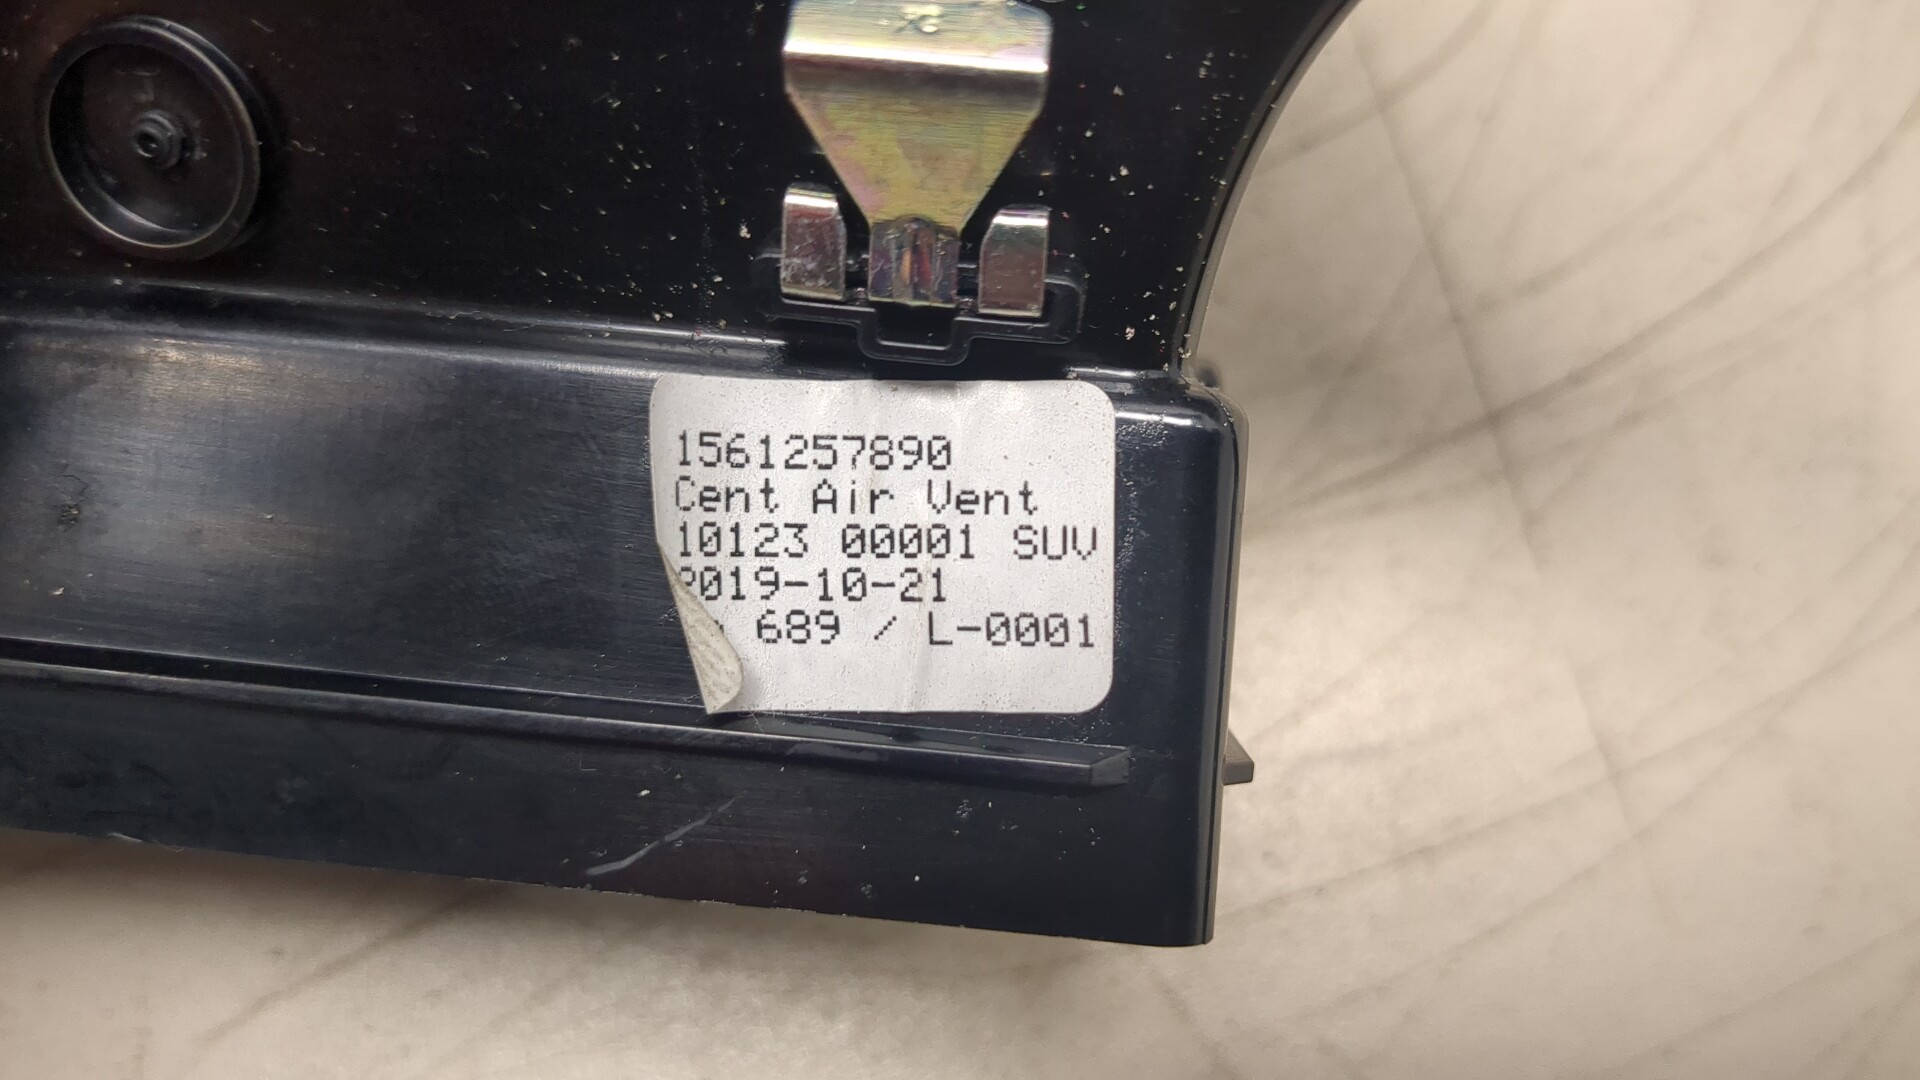 1561257890
Cent Air Vent
10123 00001 SUV
2019-10-21
689 / L-0001